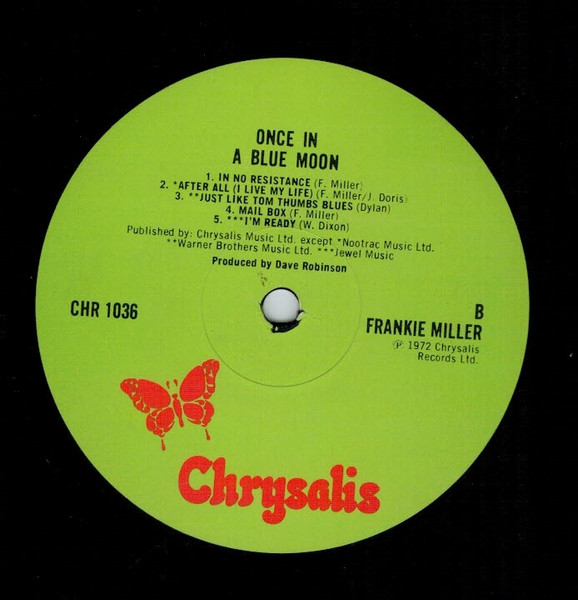 ONCE IN
A BLUE MOON
1. IN NO RESISTANCE (F. Miller)
2. *AFTER ALL (I LIVE MY LIFE) (F. Miller/J. Doris)
3. **JUST LIKE TOM THUMBS BLUES (Dylan)
4. MAIL BOX (F. Miller)
5. ***I'M READY (W. Dixon)
Published by: Chrysalis Music Ltd. except *Nootrac Music Ltd.
**Warner Brothers Music Ltd. ***Jewel Music
Produced by Dave Robinson
CHR 1036
B
FRANKIE MILLER
℗ 1972 Chrysalis
Records Ltd.
Chrysalis